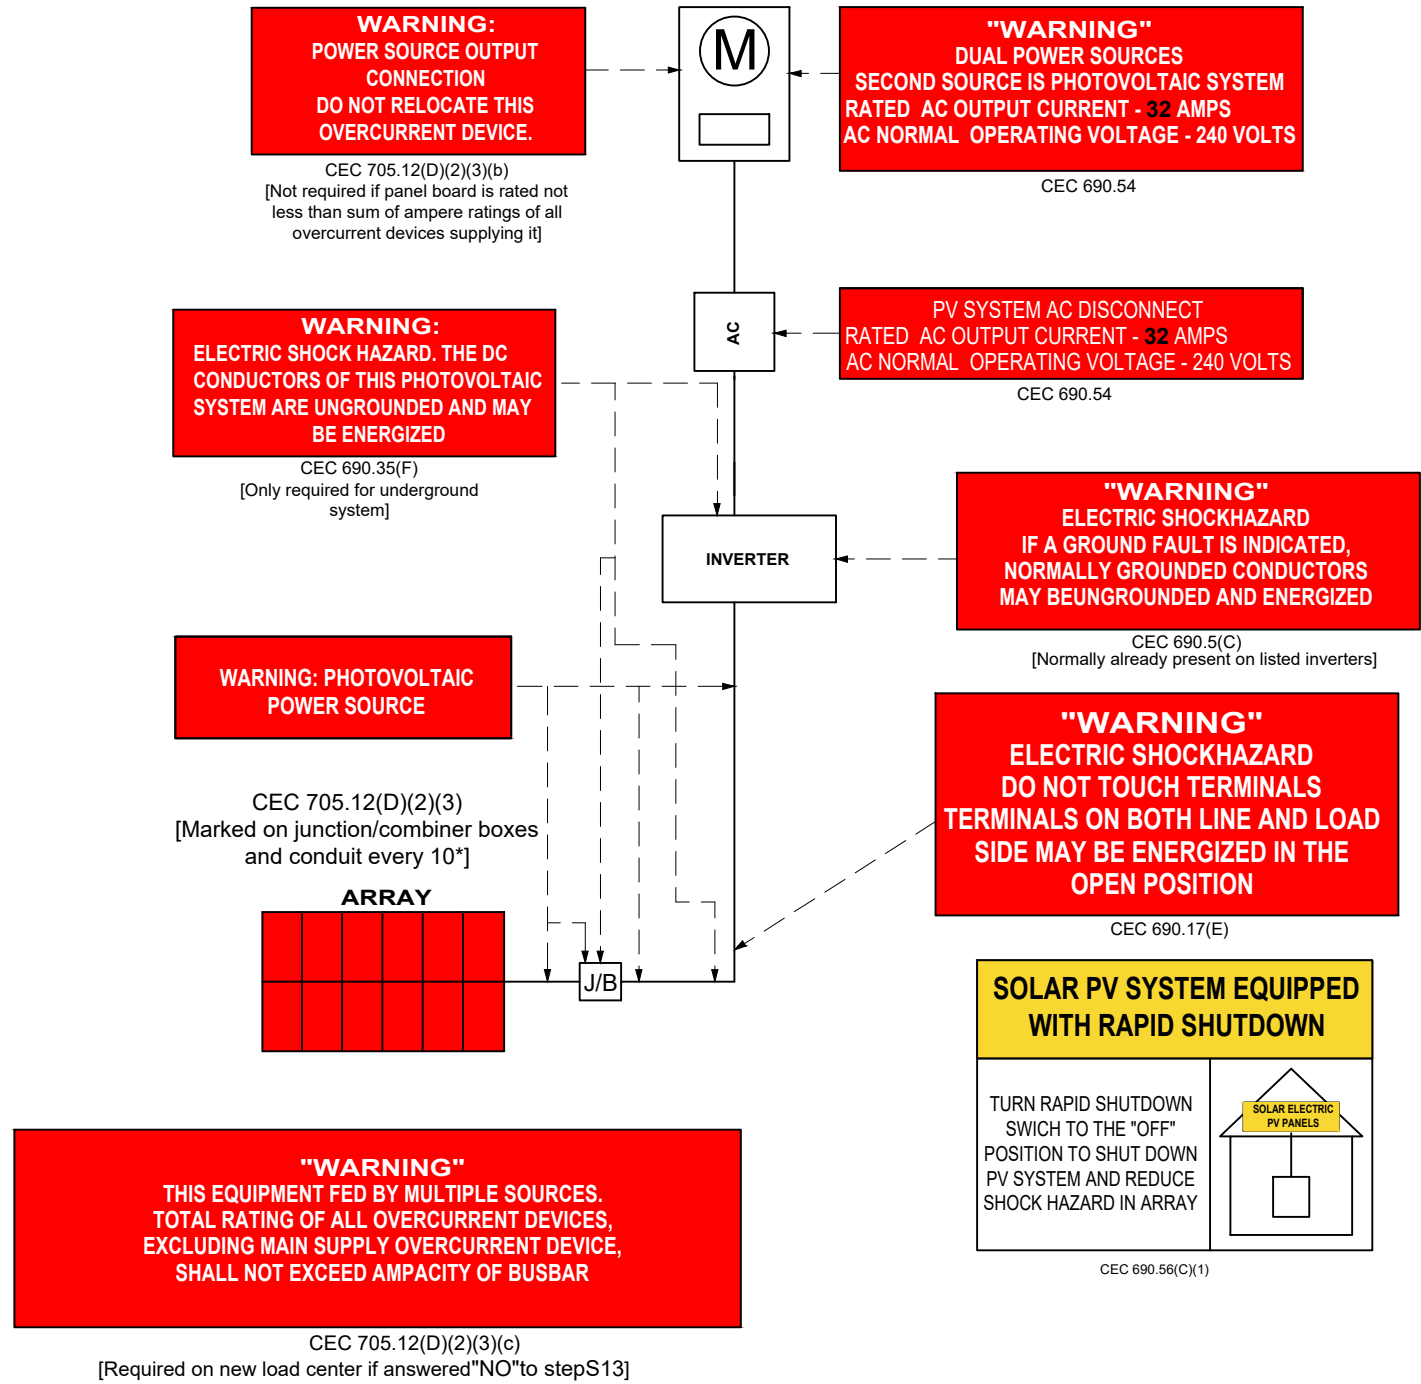 WARNING:
POWER SOURCE OUTPUT
CONNECTION
DO NOT RELOCATE THIS
OVERCURRENT DEVICE.
CEC 705.12(D)(2)(3)(b)
[Not required if panel board is rated not
less than sum of ampere ratings of all
overcurrent devices supplying it]
M
"WARNING"
DUAL POWER SOURCES
SECOND SOURCE IS PHOTOVOLTAIC SYSTEM
RATED AC OUTPUT CURRENT - 32 AMPS
AC NORMAL OPERATING VOLTAGE - 240 VOLTS
CEC 690.54
AC
PV SYSTEM AC DISCONNECT
RATED AC OUTPUT CURRENT - 32 AMPS
AC NORMAL OPERATING VOLTAGE - 240 VOLTS
CEC 690.54
WARNING:
ELECTRIC SHOCK HAZARD. THE DC
CONDUCTORS OF THIS PHOTOVOLTAIC
SYSTEM ARE UNGROUNDED AND MAY
BE ENERGIZED
CEC 690.35(F)
[Only required for underground
system]
INVERTER
"WARNING"
ELECTRIC SHOCKHAZARD
IF A GROUND FAULT IS INDICATED,
NORMALLY GROUNDED CONDUCTORS
MAY BEUNGROUNDED AND ENERGIZED
CEC 690.5(C)
[Normally already present on listed inverters]
WARNING: PHOTOVOLTAIC
POWER SOURCE
CEC 705.12(D)(2)(3)
[Marked on junction/combiner boxes
and conduit every 10*]
"WARNING"
ELECTRIC SHOCKHAZARD
DO NOT TOUCH TERMINALS
TERMINALS ON BOTH LINE AND LOAD
SIDE MAY BE ENERGIZED IN THE
OPEN POSITION
CEC 690.17(E)
ARRAY
J/B
SOLAR PV SYSTEM EQUIPPED
WITH RAPID SHUTDOWN
TURN RAPID SHUTDOWN
SWICH TO THE "OFF"
POSITION TO SHUT DOWN
PV SYSTEM AND REDUCE
SHOCK HAZARD IN ARRAY
SOLAR ELECTRIC
PV PANELS
CEC 690.56(C)(1)
"WARNING"
THIS EQUIPMENT FED BY MULTIPLE SOURCES.
TOTAL RATING OF ALL OVERCURRENT DEVICES,
EXCLUDING MAIN SUPPLY OVERCURRENT DEVICE,
SHALL NOT EXCEED AMPACITY OF BUSBAR
CEC 705.12(D)(2)(3)(c)
[Required on new load center if answered"NO"to stepS13]